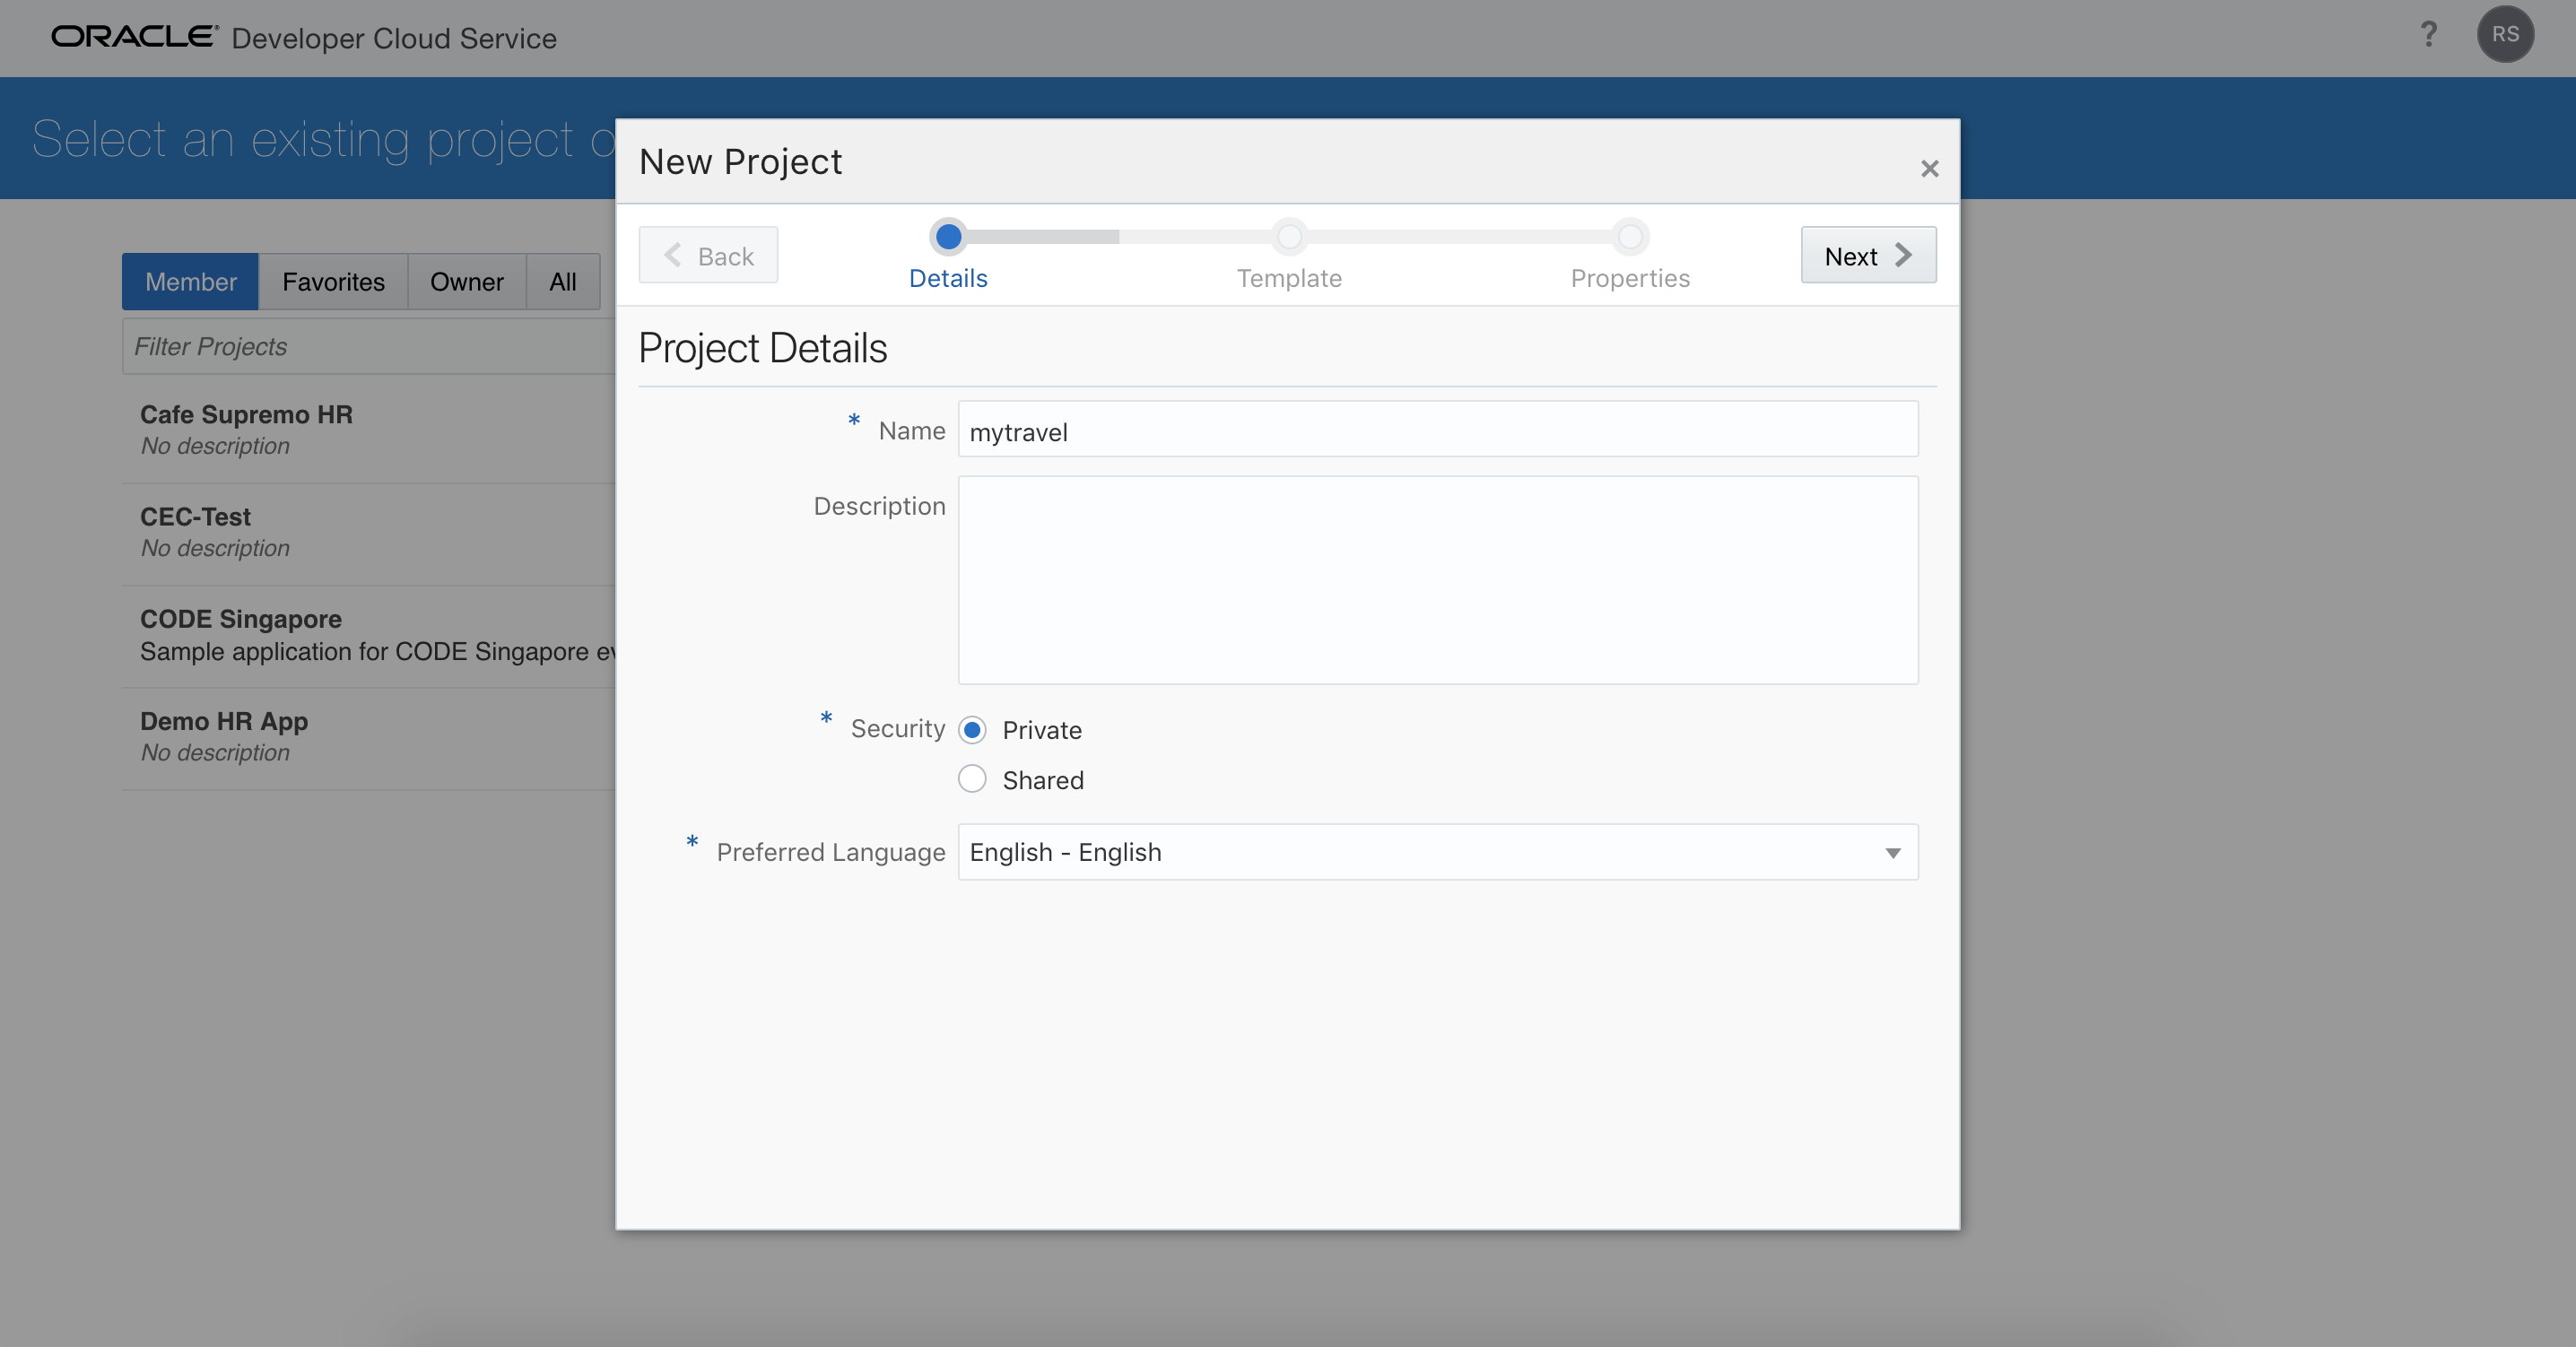 ORACLE® Developer Cloud Service
? RS
Select an existing project o
Member Favorites Owner All
Filter Projects
Cafe Supremo HR
No description
CEC-Test
No description
CODE Singapore
Sample application for CODE Singapore ev
Demo HR App
No description
New Project
×
Back
Details
Template
Properties
Next
Project Details
* Name mytravel
Description
* Security Private
Shared
* Preferred Language English - English